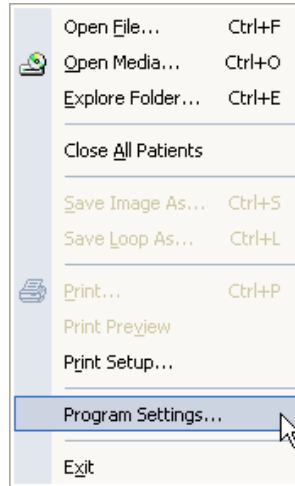 Open File... Ctrl+F
Open Media... Ctrl+O
Explore Folder... Ctrl+E
Close All Patients
Save Image As... Ctrl+S
Save Loop As... Ctrl+L
Print... Ctrl+P
Print Preview
Print Setup...
Program Settings...
Exit